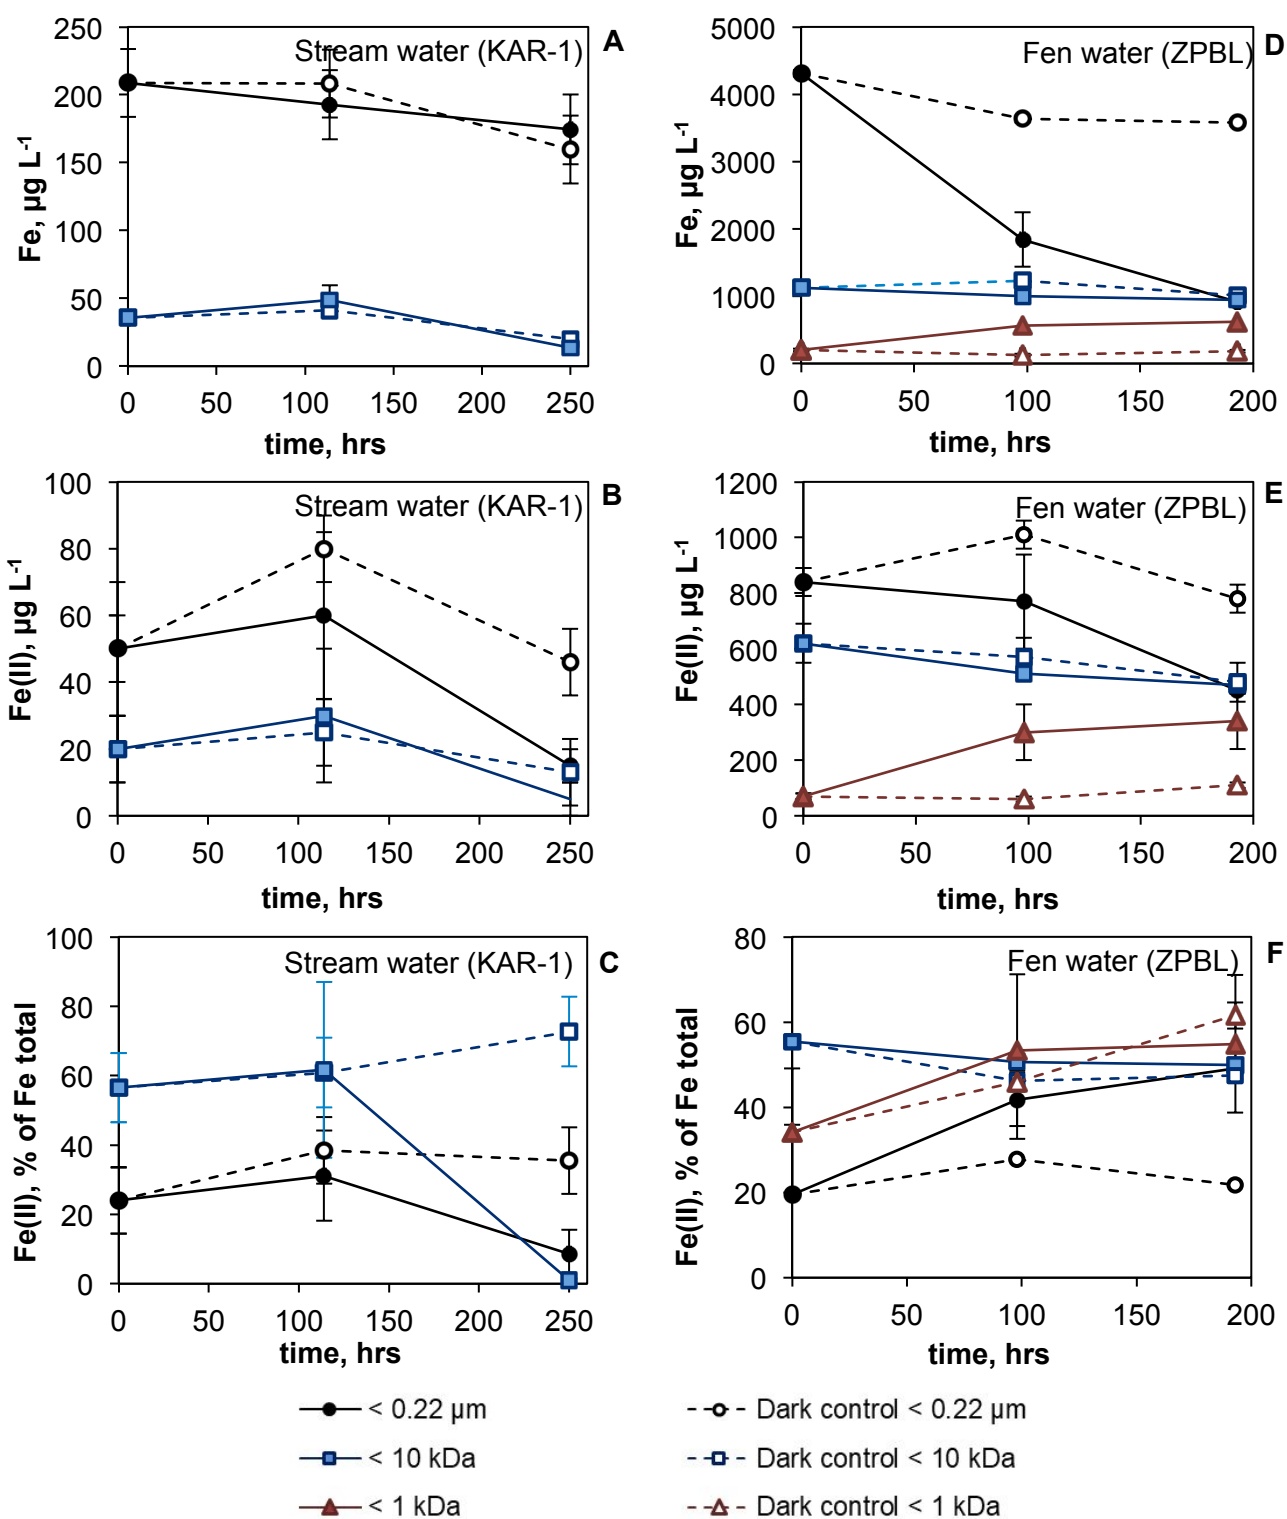 Stream water (KAR-1)
A
Fe, µg L-1
250
200
150
100
50
0
0 50 100 150 200 250
time, hrs
Fen water (ZPBL)
D
Fe, µg L-1
5000
4000
3000
2000
1000
0
0 50 100 150 200
time, hrs
Stream water (KAR-1)
B
Fe(II), µg L-1
100
80
60
40
20
0
0 50 100 150 200 250
time, hrs
Fen water (ZPBL)
E
Fe(II), µg L-1
1200
1000
800
600
400
200
0
0 50 100 150 200
time, hrs
Stream water (KAR-1)
C
Fe(II), % of Fe total
100
80
60
40
20
0
0 50 100 150 200 250
time, hrs
Fen water (ZPBL)
F
Fe(II), % of Fe total
80
60
40
20
0
0 50 100 150 200
time, hrs
< 0.22 µm
Dark control < 0.22 µm
< 10 kDa
Dark control < 10 kDa
< 1 kDa
Dark control < 1 kDa